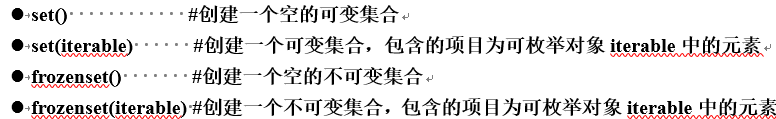 ●set() #创建一个空的可变集合
●set(iterable) #创建一个可变集合，包含的项目为可枚举对象 iterable 中的元素
●frozenset() #创建一个空的不可变集合
●frozenset(iterable) #创建一个不可变集合，包含的项目为可枚举对象 iterable 中的元素